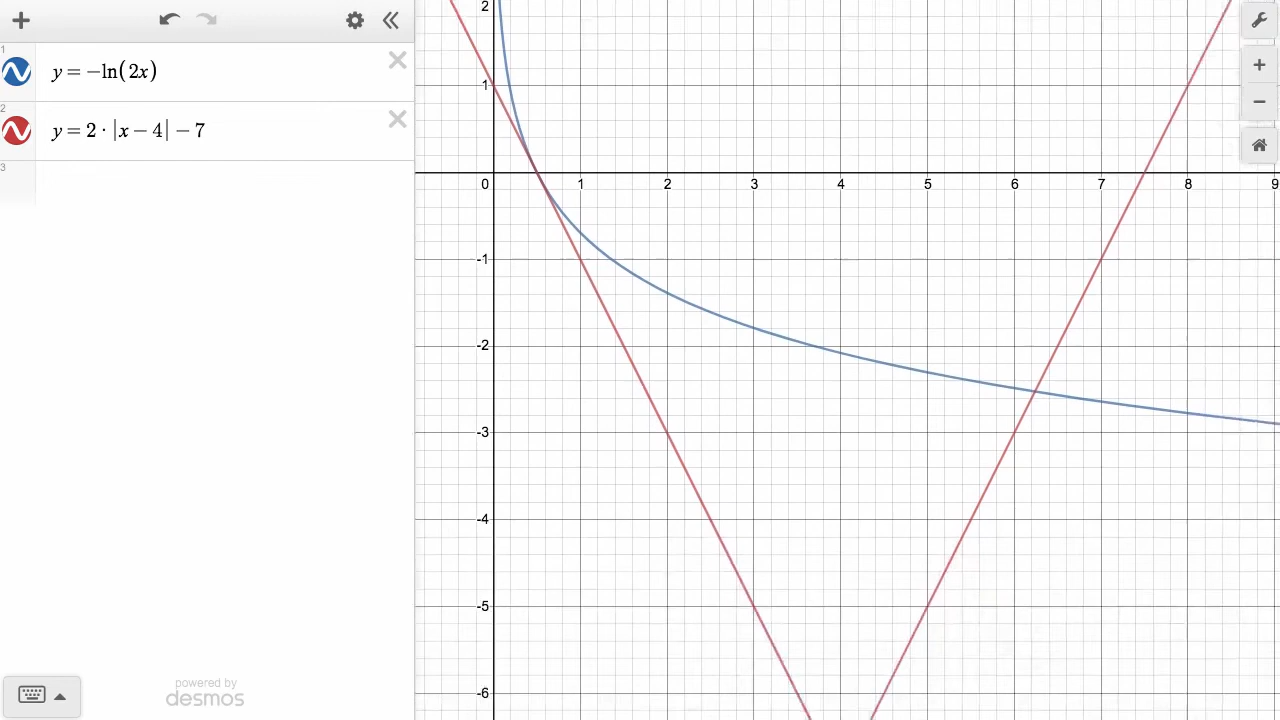 1
y = −ln(2x)
2
y = 2 · |x − 4| − 7
3
powered by
desmos
2
1
0 1 2 3 4 5 6 7 8 9
-1
-2
-3
-4
-5
-6